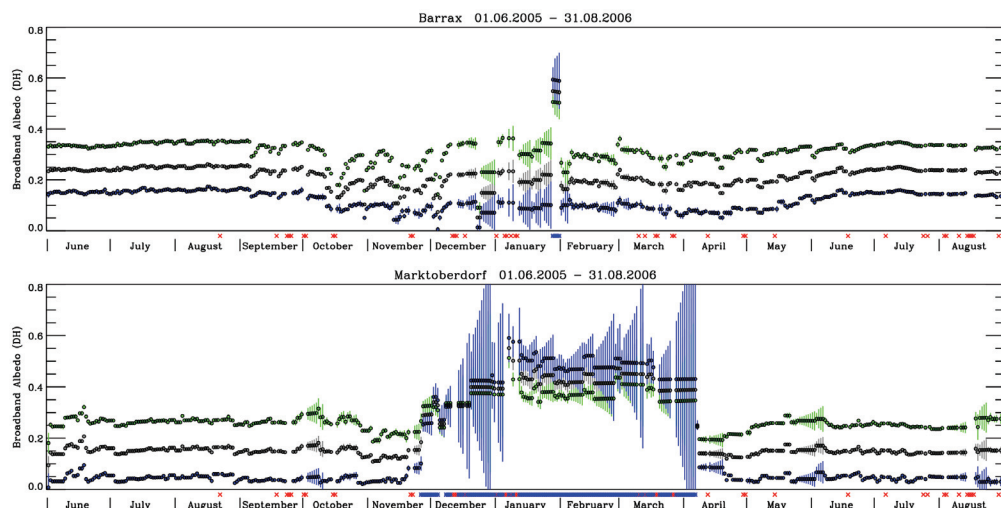 Barrax 01.06.2005 – 31.08.2006
Broadband Albedo (DH)
0.8
0.6
0.4
0.2
0.0
June July August September October November December January February March April May June July August
Marktoberdorf 01.06.2005 – 31.08.2006
Broadband Albedo (DH)
0.8
0.6
0.4
0.2
0.0
June July August September October November December January February March April May June July August